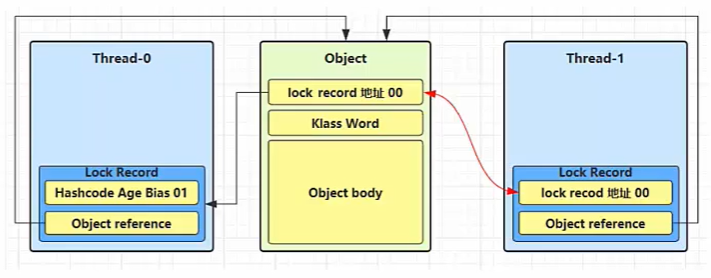 Thread-0
Lock Record
Hashcode Age Bias 01
Object reference
Object
lock record 地址 00
Klass Word
Object body
Thread-1
Lock Record
lock recod 地址 00
Object reference